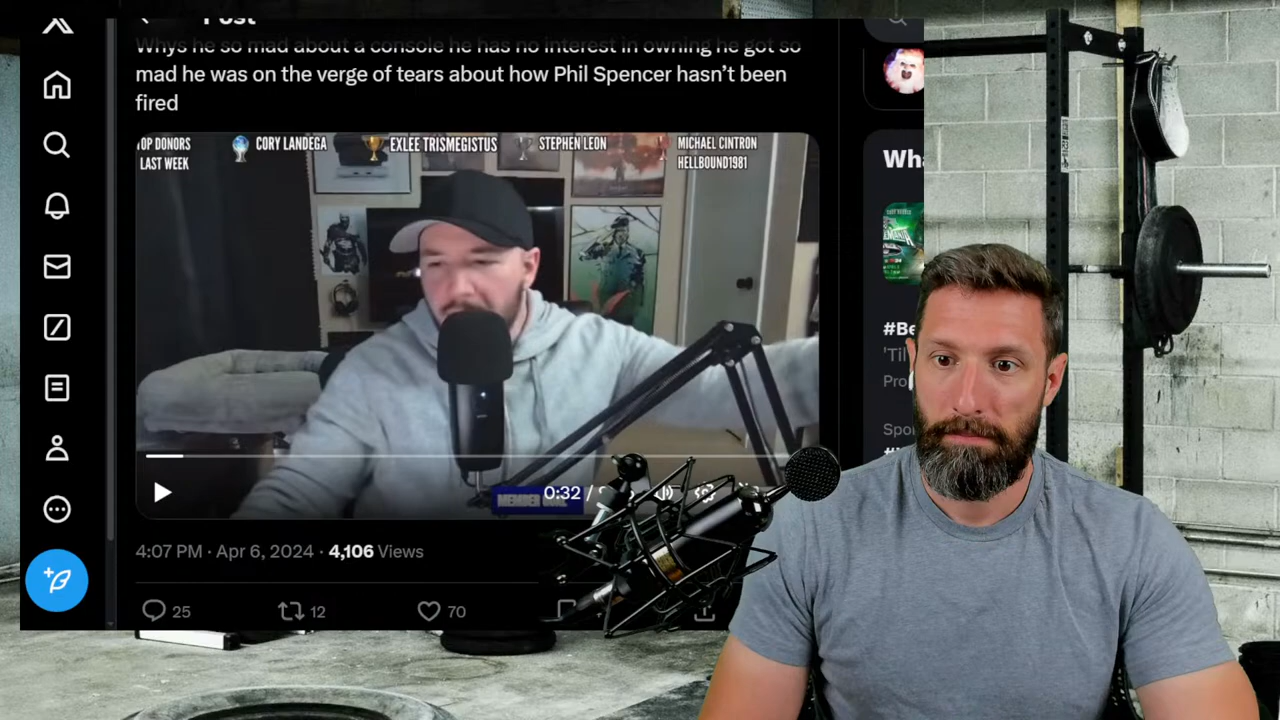 Post
Whys he so mad about a console he has no interest in owning he got so
mad he was on the verge of tears about how Phil Spencer hasn’t been
fired
TOP DONORS
LAST WEEK
CORY LANDEGA
EXLEE TRISMEGISTUS
STEPHEN LEON
MICHAEL CINTRON
HELLBOUND1981
0:32 /
MEMBER
4:07 PM · Apr 6, 2024 · 4,106 Views
25
12
70
Wh
#Be
'Til
Pro
Spo